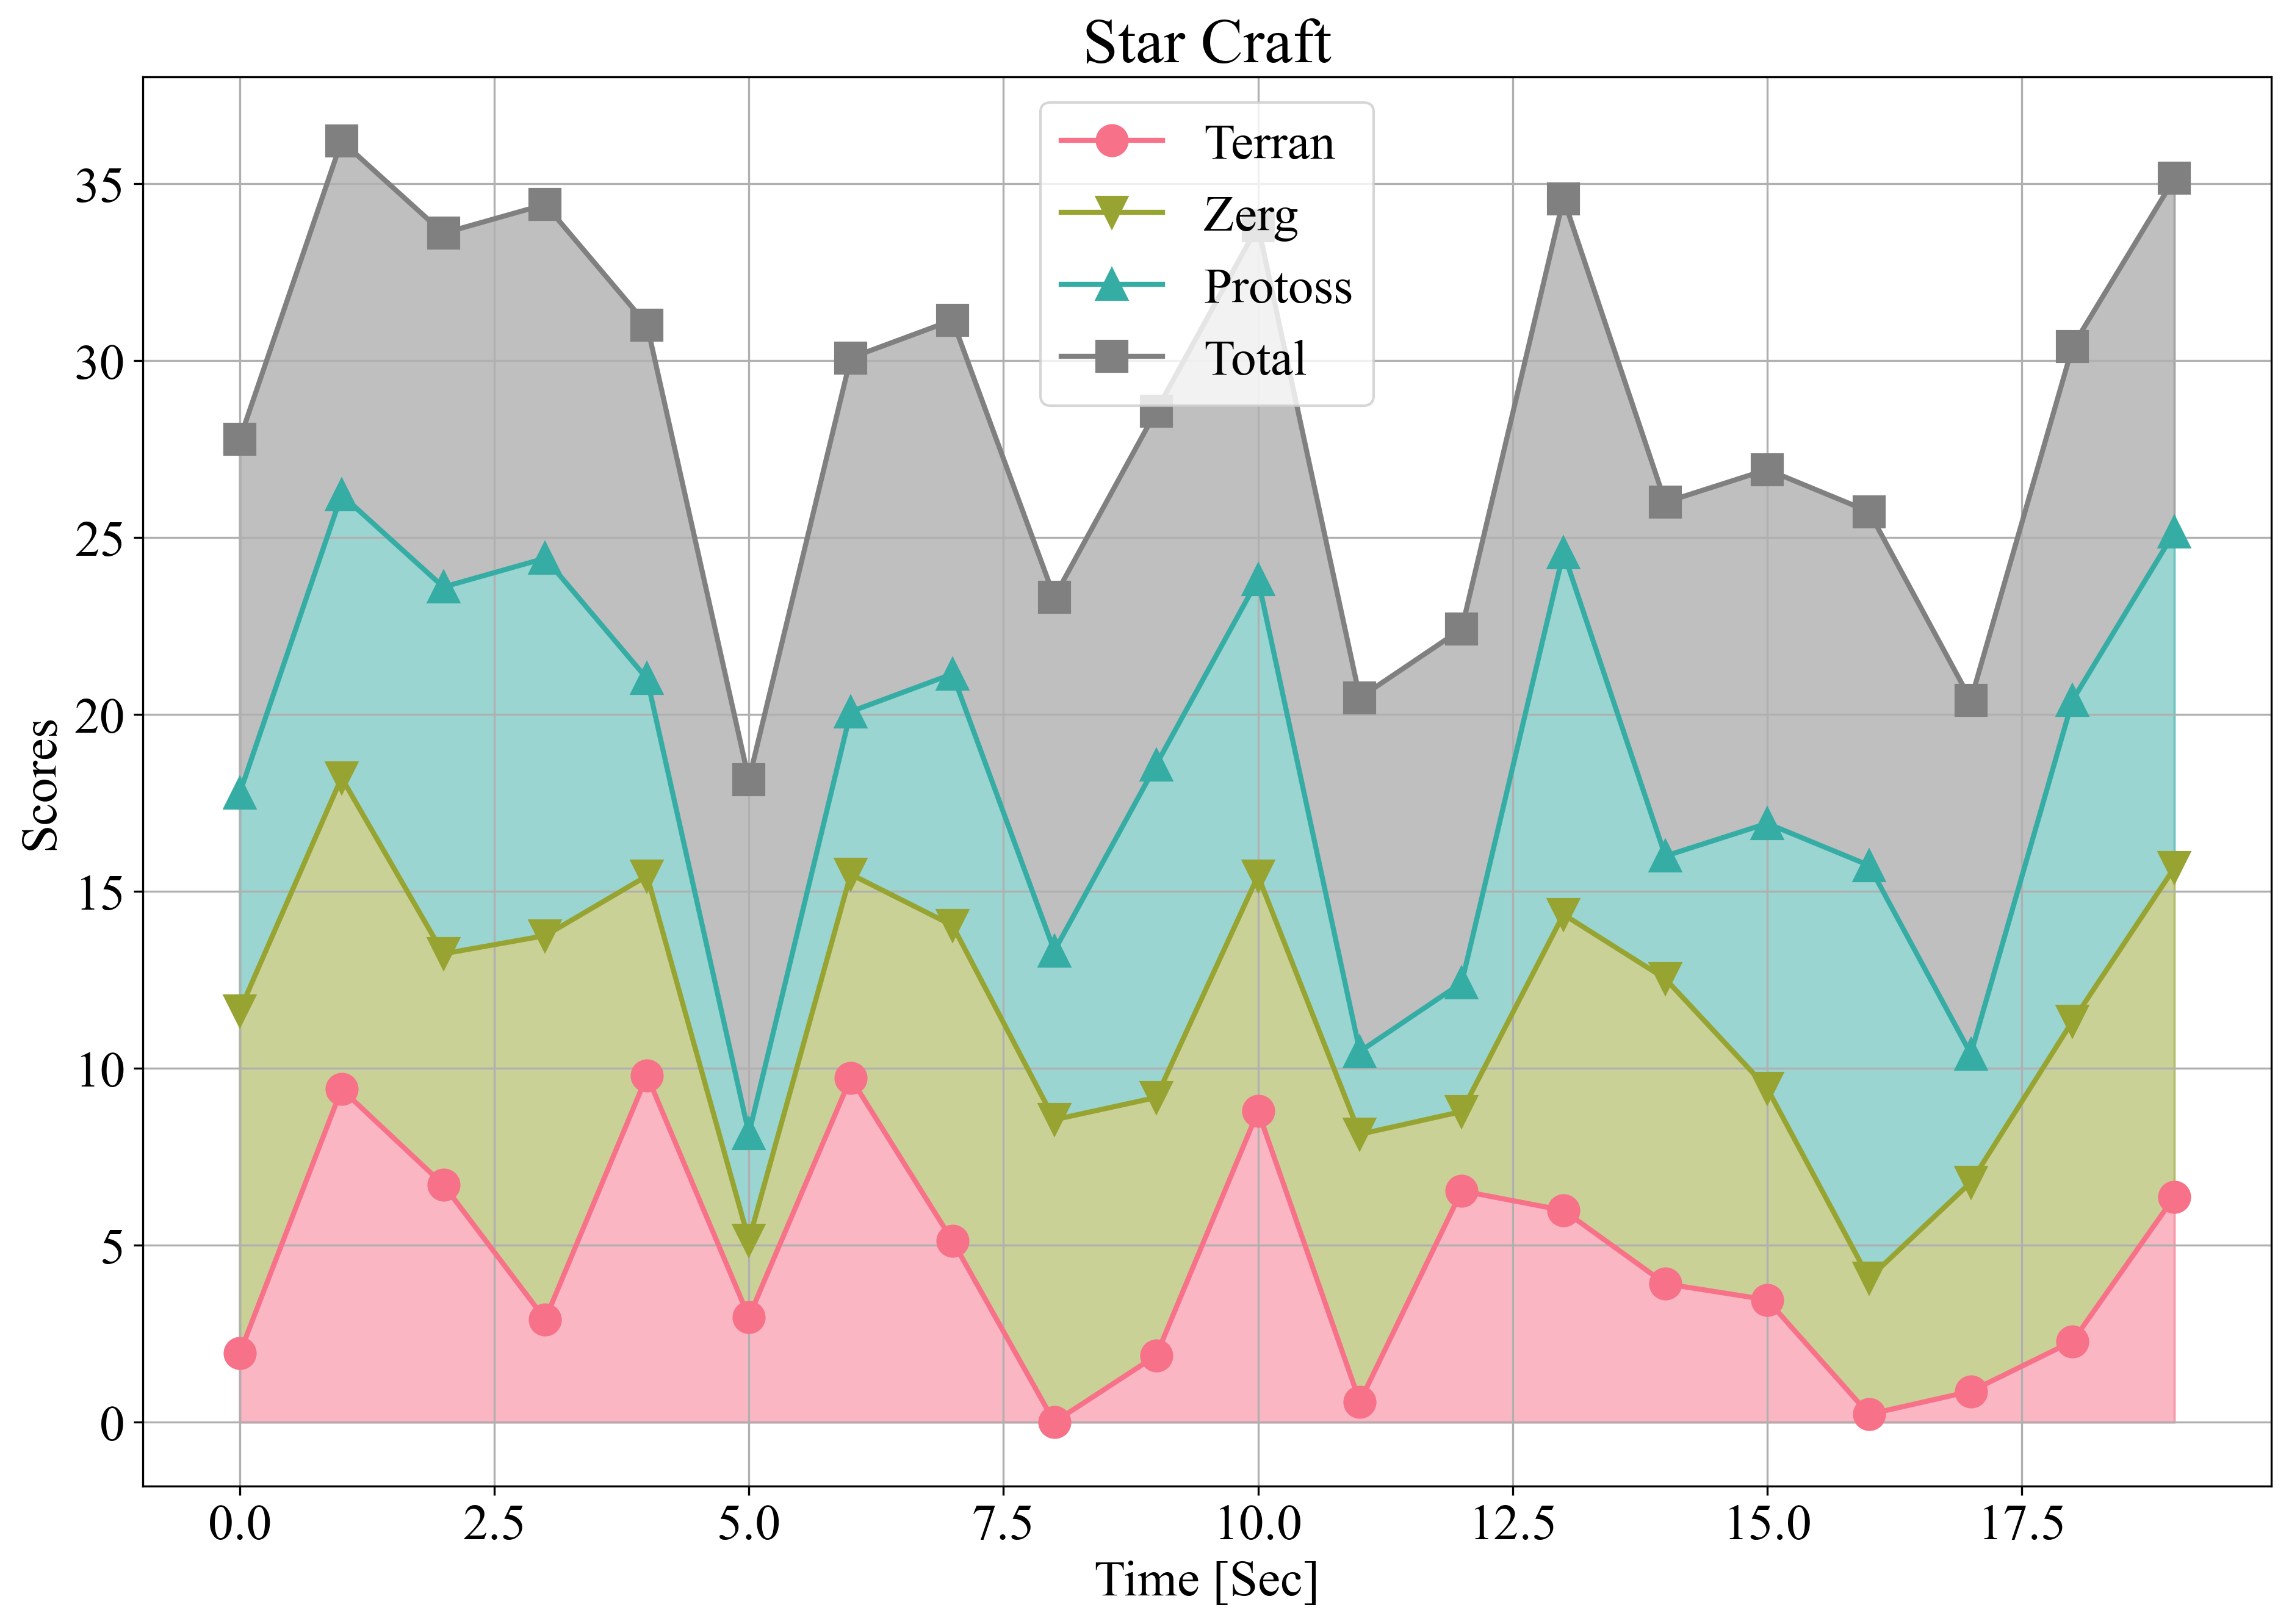 Star Craft
Terran
Zerg
Protoss
Total
Scores
35
30
25
20
15
10
5
0
0.0 2.5 5.0 7.5 10.0 12.5 15.0 17.5
Time [Sec]